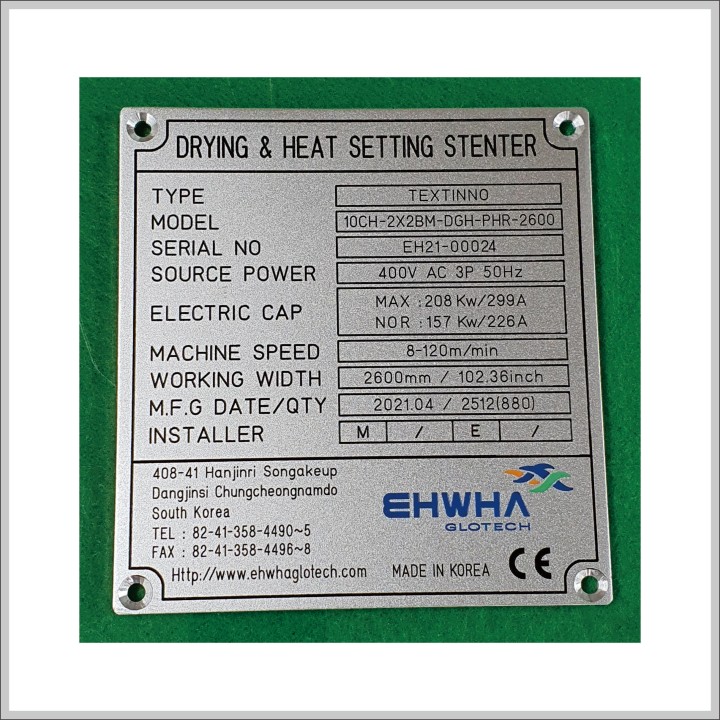 DRYING & HEAT SETTING STENTER
TYPE TEXTINNO
MODEL 10CH-2X2BM-DGH-PHR-2600
SERIAL NO EH21-00024
SOURCE POWER 400V AC 3P 50Hz
ELECTRIC CAP MAX : 208 Kw/299A
NOR : 157 Kw/226A
MACHINE SPEED 8-120m/min
WORKING WIDTH 2600mm / 102.36inch
M.F.G DATE/QTY 2021.04 / 2512(880)
INSTALLER M / E /
408-41 Hanjinri Songakeup
Dangjinsi Chungcheongnamdo
South Korea
TEL : 82-41-358-4490~5
FAX : 82-41-358-4496~8
Http://www.ehwhaglotech.com
EHWHA
GLOTECH
MADE IN KOREA CE